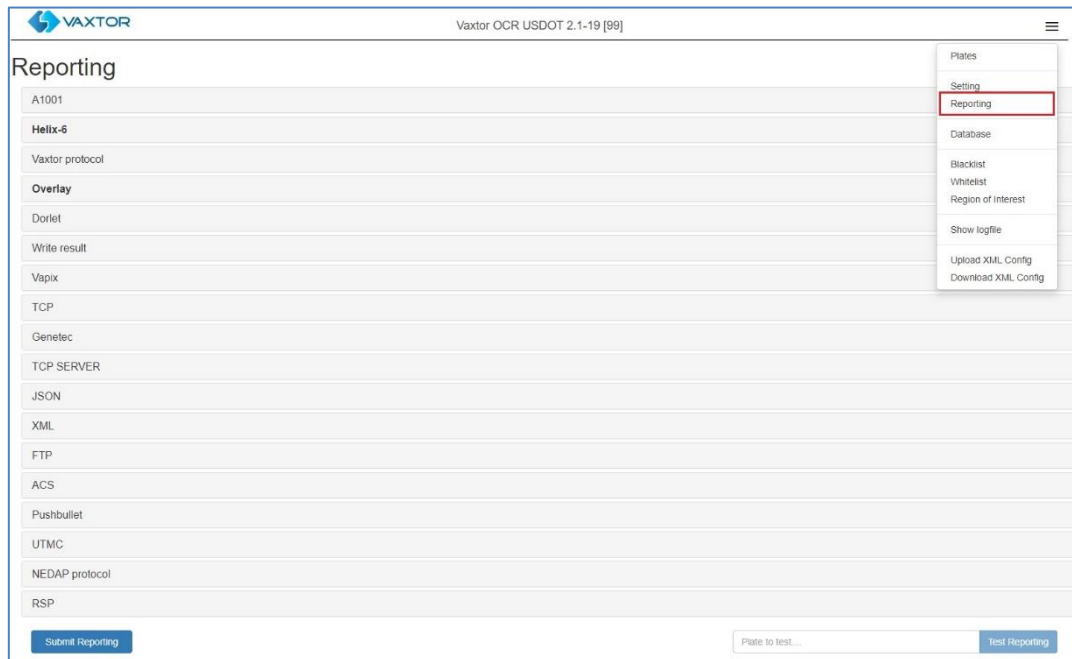 VAXTOR
Vaxtor OCR USDOT 2.1-19 [99]
Reporting
A1001
Helix-6
Vaxtor protocol
Overlay
Dorlet
Write result
Vapix
TCP
Genetec
TCP SERVER
JSON
XML
FTP
ACS
Pushbullet
UTMC
NEDAP protocol
RSP
Submit Reporting
Plate to test....
Test Reporting
Plates
Setting
Reporting
Database
Blacklist
Whitelist
Region of Interest
Show logfile
Upload XML Config
Download XML Config